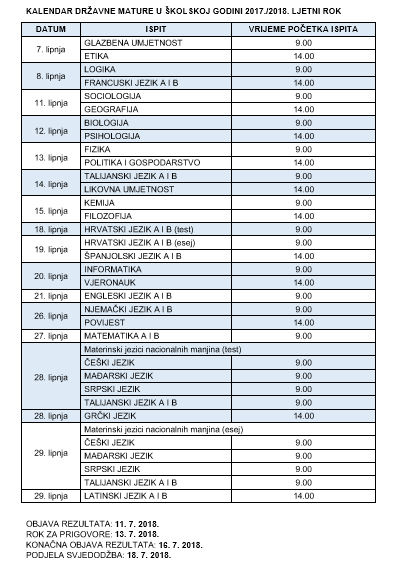 KALENDAR DRŽAVNE MATURE U ŠKOLSKOJ GODINI 2017./2018. LJETNI ROK
DATUM ISPIT VRIJEME POČETKA ISPITA
7. lipnja GLAZBENA UMJETNOST 9.00
ETIKA 14.00
8. lipnja LOGIKA 9.00
FRANCUSKI JEZIK A I B 14.00
11. lipnja SOCIOLOGIJA 9.00
GEOGRAFIJA 14.00
12. lipnja BIOLOGIJA 9.00
PSIHOLOGIJA 14.00
13. lipnja FIZIKA 9.00
POLITIKA I GOSPODARSTVO 14.00
14. lipnja TALIJANSKI JEZIK A I B 9.00
LIKOVNA UMJETNOST 14.00
15. lipnja KEMIJA 9.00
FILOZOFIJA 14.00
18. lipnja HRVATSKI JEZIK A I B (test) 9.00
19. lipnja HRVATSKI JEZIK A I B (esej) 9.00
ŠPANJOLSKI JEZIK A I B 14.00
20. lipnja INFORMATIKA 9.00
VJERONAUK 14.00
21. lipnja ENGLESKI JEZIK A I B 9.00
26. lipnja NJEMAČKI JEZIK A I B 9.00
POVIJEST 14.00
27. lipnja MATEMATIKA A I B 9.00
28. lipnja Materinski jezici nacionalnih manjina (test)
ČEŠKI JEZIK 9.00
MAĐARSKI JEZIK 9.00
SRPSKI JEZIK 9.00
TALIJANSKI JEZIK A I B 9.00
28. lipnja GRČKI JEZIK 14.00
29. lipnja Materinski jezici nacionalnih manjina (esej)
ČEŠKI JEZIK 9.00
MAĐARSKI JEZIK 9.00
SRPSKI JEZIK 9.00
TALIJANSKI JEZIK A I B 9.00
29. lipnja LATINSKI JEZIK A I B 14.00
OBJAVA REZULTATA: 11. 7. 2018.
ROK ZA PRIGOVORE: 13. 7. 2018.
KONAČNA OBJAVA REZULTATA: 16. 7. 2018.
PODJELA SVJEDODŽBA: 18. 7. 2018.